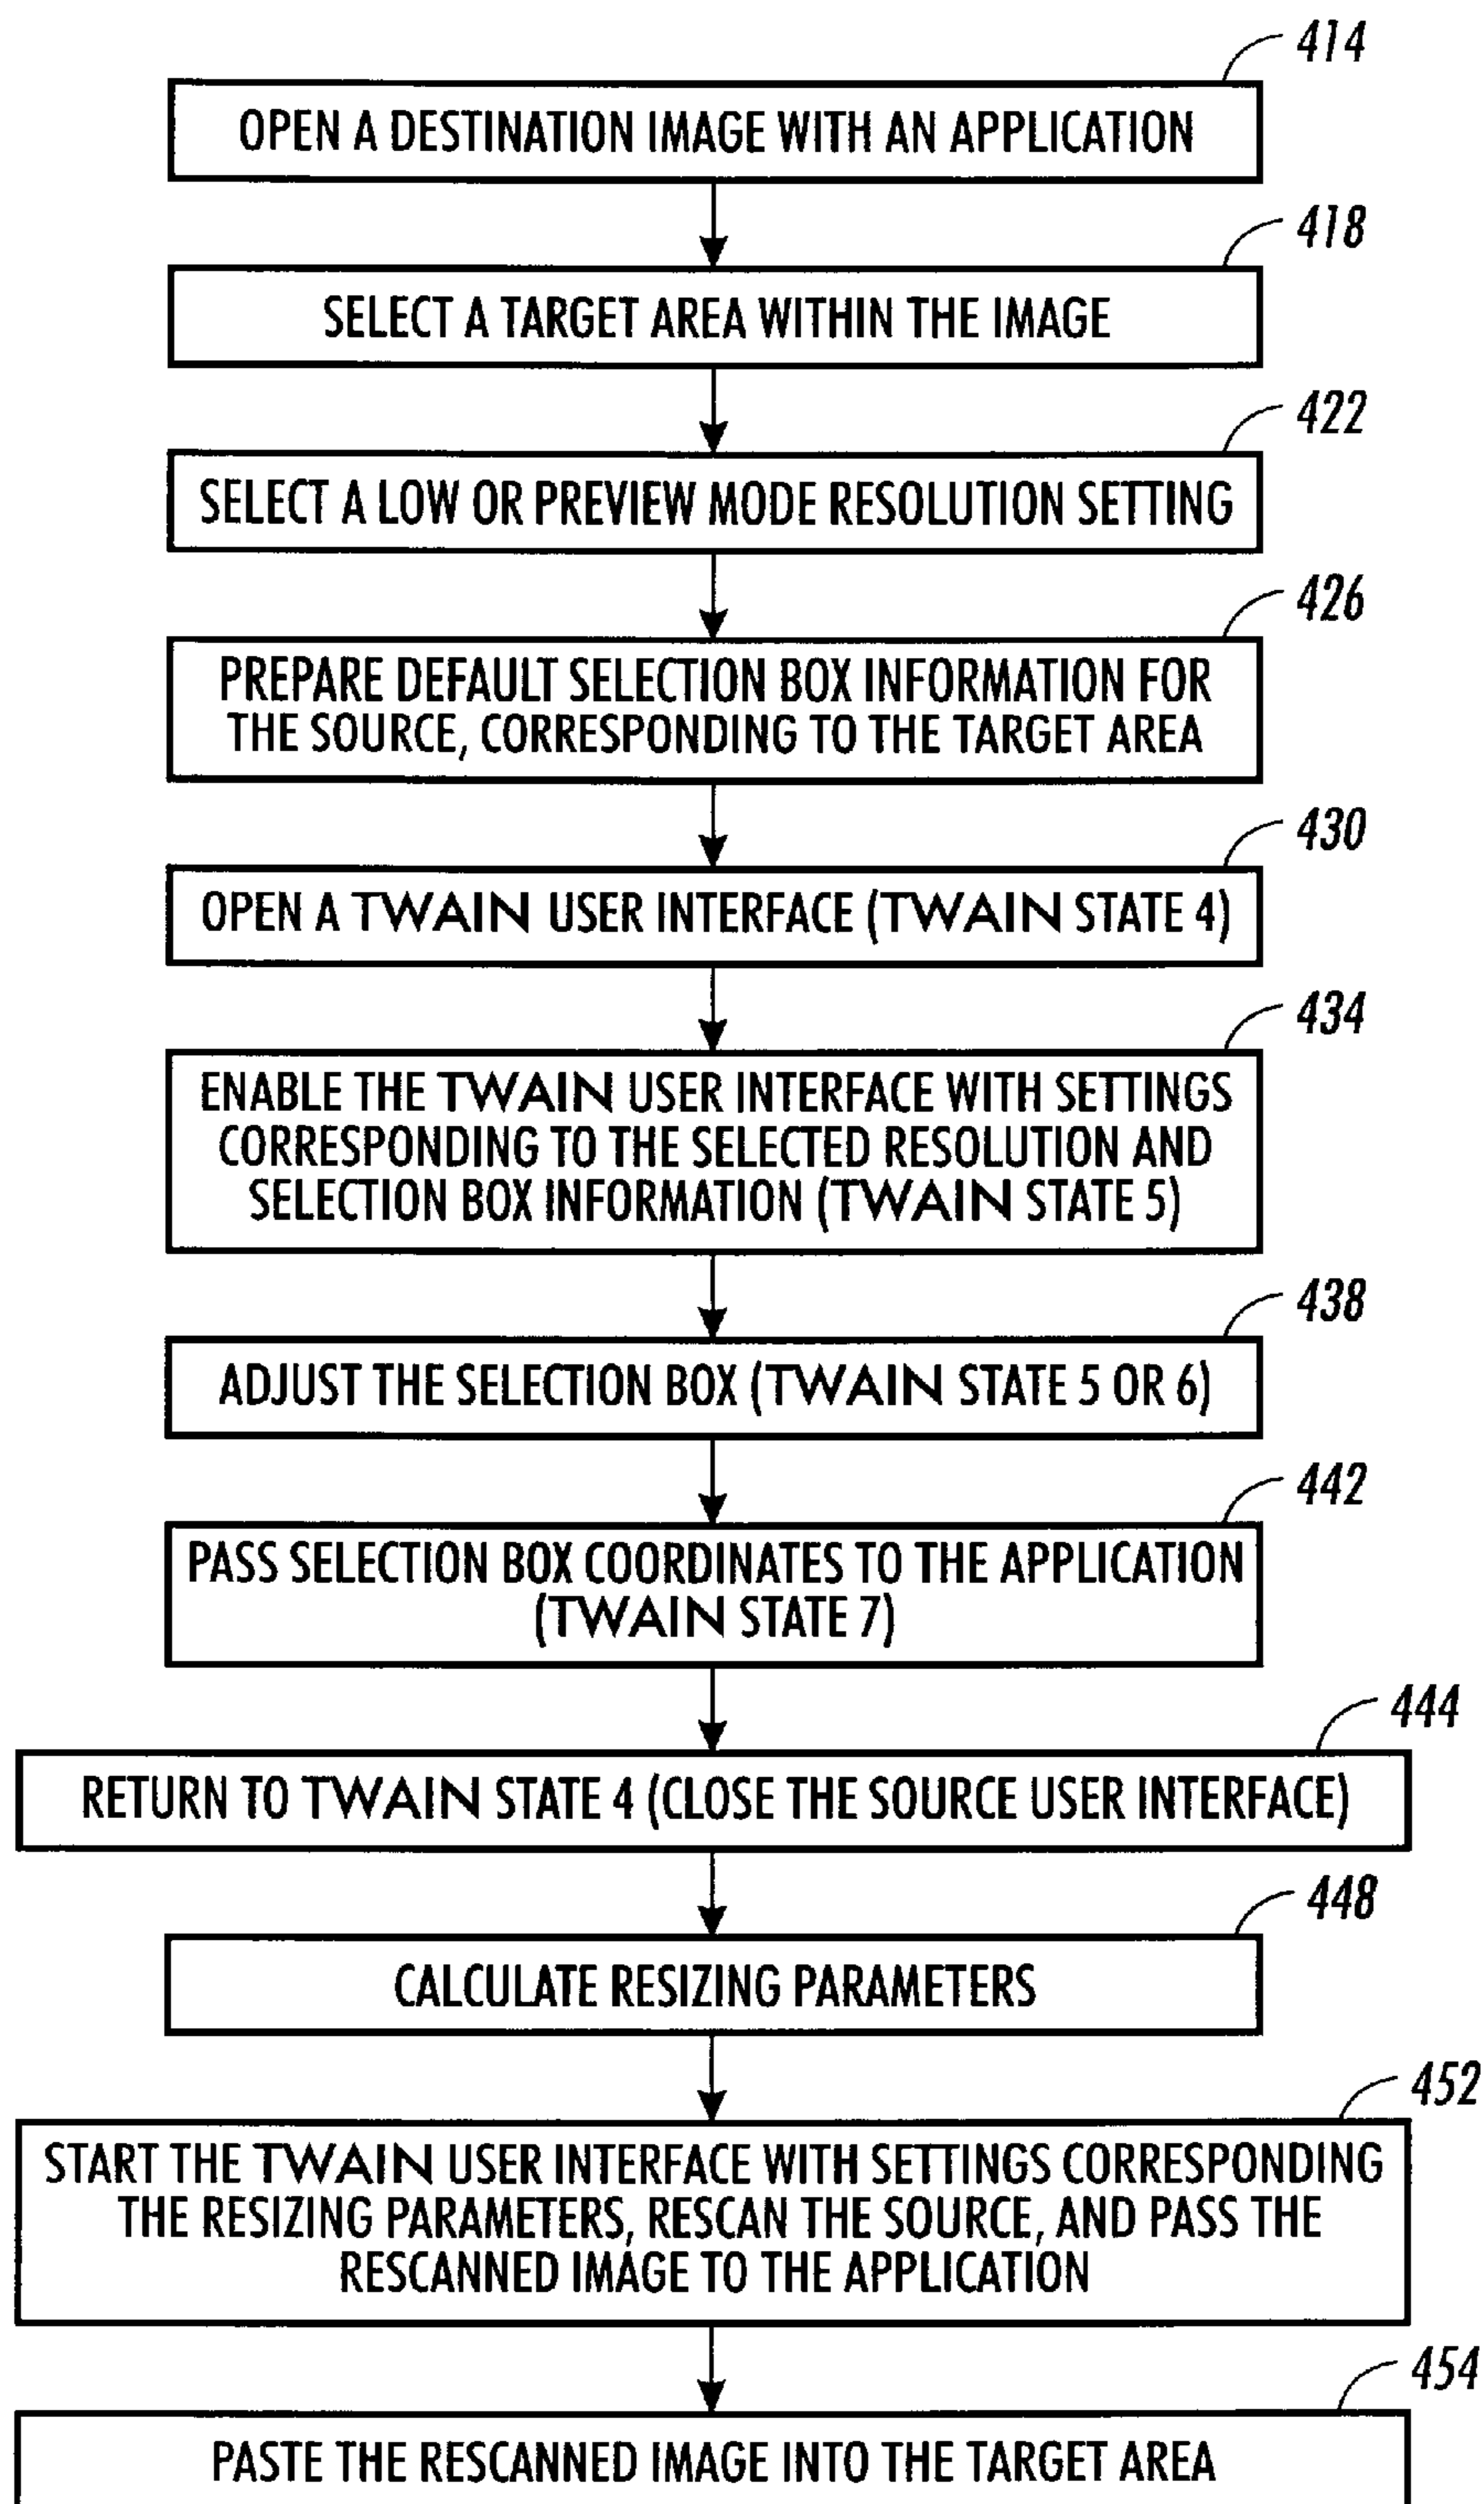 414
OPEN A DESTINATION IMAGE WITH AN APPLICATION
418
SELECT A TARGET AREA WITHIN THE IMAGE
422
SELECT A LOW OR PREVIEW MODE RESOLUTION SETTING
426
PREPARE DEFAULT SELECTION BOX INFORMATION FOR
THE SOURCE, CORRESPONDING TO THE TARGET AREA
430
OPEN A TWAIN USER INTERFACE (TWAIN STATE 4)
434
ENABLE THE TWAIN USER INTERFACE WITH SETTINGS
CORRESPONDING TO THE SELECTED RESOLUTION AND
SELECTION BOX INFORMATION (TWAIN STATE 5)
438
ADJUST THE SELECTION BOX (TWAIN STATE 5 OR 6)
442
PASS SELECTION BOX COORDINATES TO THE APPLICATION
(TWAIN STATE 7)
444
RETURN TO TWAIN STATE 4 (CLOSE THE SOURCE USER INTERFACE)
448
CALCULATE RESIZING PARAMETERS
452
START THE TWAIN USER INTERFACE WITH SETTINGS CORRESPONDING
THE RESIZING PARAMETERS, RESCAN THE SOURCE, AND PASS THE
RESCANNED IMAGE TO THE APPLICATION
454
PASTE THE RESCANNED IMAGE INTO THE TARGET AREA